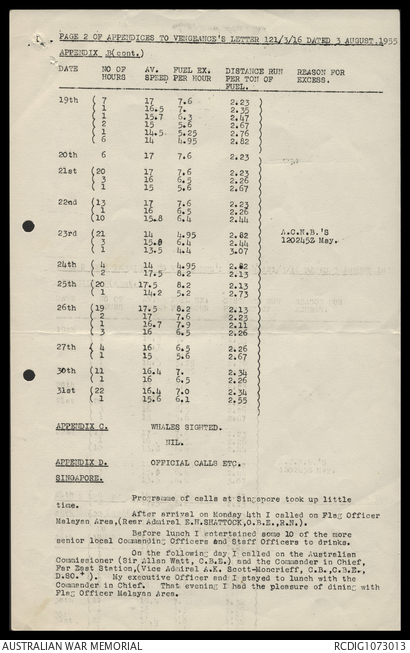 PAGE 2 OF APPENDICES TO VENGEANCE'S LETTER 121/3/16 DATED 3 AUGUST.1955
APPENDIX B(cont.)
DATE NO OF HOURS AV. SPEED FUEL EX. PER HOUR DISTANCE RUN PER TON OF FUEL. REASON FOR EXCESS.
19th ( 7 17 7.6 2.23
1 16.5 7. 2.35
1 15.7 6.3 2.47
2 15 5.6 2.67
1 14.5 5.25 2.76
( 6 14 4.95 2.82
20th 6 17 7.6 2.23
21st (20 17 7.6 2.23
( 3 16 6.5 2.26
( 1 15 5.6 2.67
22nd (13 17 7.6 2.23
( 1 16 6.5 2.26
(10 15.8 6.4 2.44
23rd (21 14 4.95 2.82 A.C.N.B.'S
( 3 15.8 6.4 2.44 120245Z May.
( 1 13.5 4.4 3.07
24th ( 4 14 4.95 2.82
( 2 17.5 8.2 2.13
25th (20 17.5 8.2 2.13
( 1 14.2 5.2 2.73
26th (19 17.5 8.2 2.13
( 2 17 7.6 2.23
( 1 16.7 7.9 2.11
( 3 16 6.5 2.26
27th ( 4 16 6.5 2.26
( 1 15 5.6 2.67
30th (11 16.4 7. 2.34
( 1 16 6.5 2.26
31st (22 16.4 7.0 2.34
( 1 15.6 6.1 2.55
APPENDIX C. WHALES SIGHTED.
NIL.
APPENDIX D. OFFICIAL CALLS ETC.
SINGAPORE.
Programme of calls at Singapore took up little
time.
After arrival on Monday 4th I called on Flag Officer
Malayan Area,(Rear Admiral E.H.SHATTOCK,O.B.E.,R.N.).
Before lunch I entertained some 10 of the more
senior local Commanding Officers and Staff Officers to drinks.
On the following day I called on the Australian
Commissioner (Sir Allan Watt, C.B.E.) and the Commander in Chief,
Far East Station,(Vice Admiral A.K. Scott-Moncrieff, C.B.,C.B.E.,
D.SO.+ ). My executive Officer and I stayed to lunch with the
Commander in Chief. That evening I had the pleasure of dining with
Flag Officer Malayan Area.
AUSTRALIAN WAR MEMORIAL RCDIG1073013